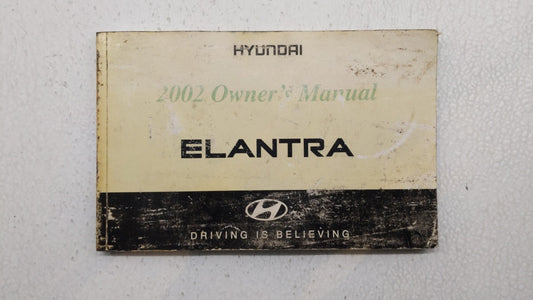 HYUNDAI
2002 Owner's Manual
ELANTRA
DRIVING IS BELIEVING